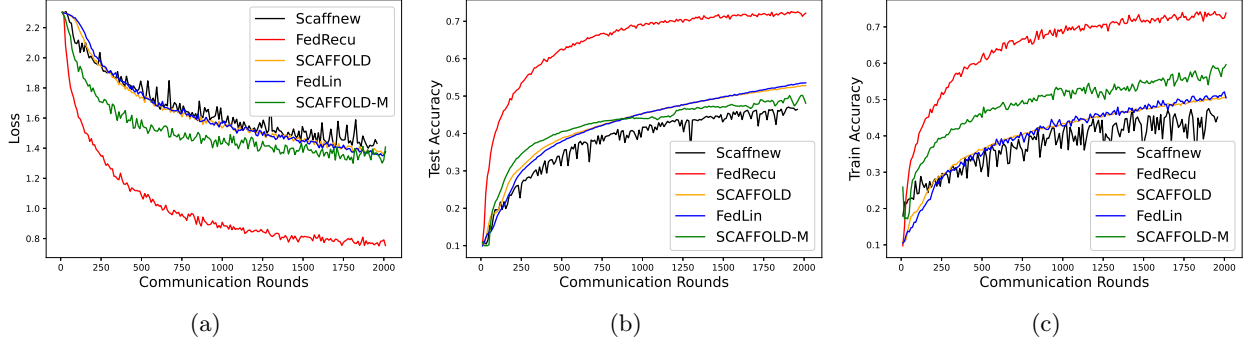 Loss
2.2
2.0
1.8
1.6
1.4
1.2
1.0
0.8
0 250 500 750 1000 1250 1500 1750 2000
Communication Rounds
Scaffnew
FedRecu
SCAFFOLD
FedLin
SCAFFOLD-M
(a)
Test Accuracy
0.7
0.6
0.5
0.4
0.3
0.2
0.1
0 250 500 750 1000 1250 1500 1750 2000
Communication Rounds
Scaffnew
FedRecu
SCAFFOLD
FedLin
SCAFFOLD-M
(b)
Train Accuracy
0.7
0.6
0.5
0.4
0.3
0.2
0.1
0 250 500 750 1000 1250 1500 1750 2000
Communication Rounds
Scaffnew
FedRecu
SCAFFOLD
FedLin
SCAFFOLD-M
(c)